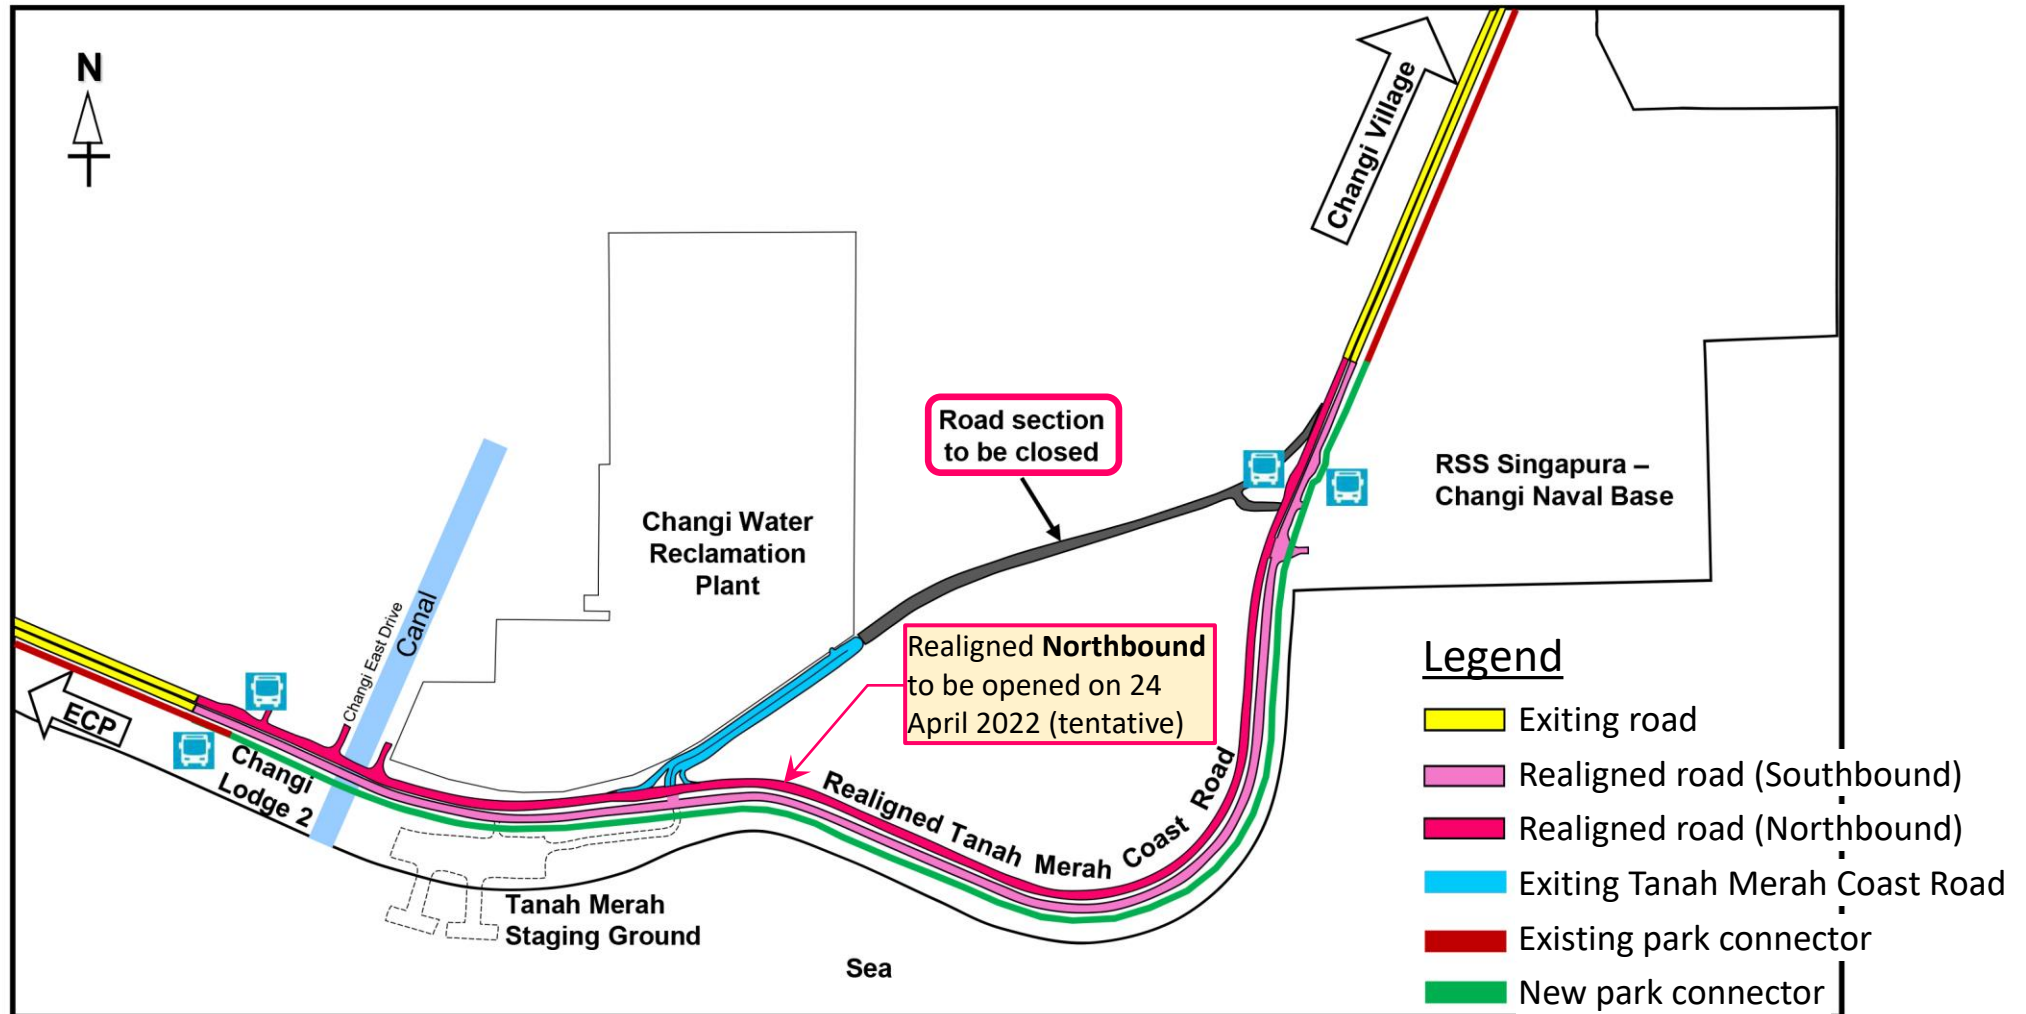 N
Changi Village
Road section
to be closed
RSS Singapura –
Changi Naval Base
Changi Water
Reclamation
Plant
Changi East Drive
Canal
Realigned Northbound
to be opened on 24
April 2022 (tentative)
ECP
Changi
Lodge 2
Realigned Tanah Merah Coast Road
Tanah Merah
Staging Ground
Sea
Legend
Exiting road
Realigned road (Southbound)
Realigned road (Northbound)
Exiting Tanah Merah Coast Road
Existing park connector
New park connector